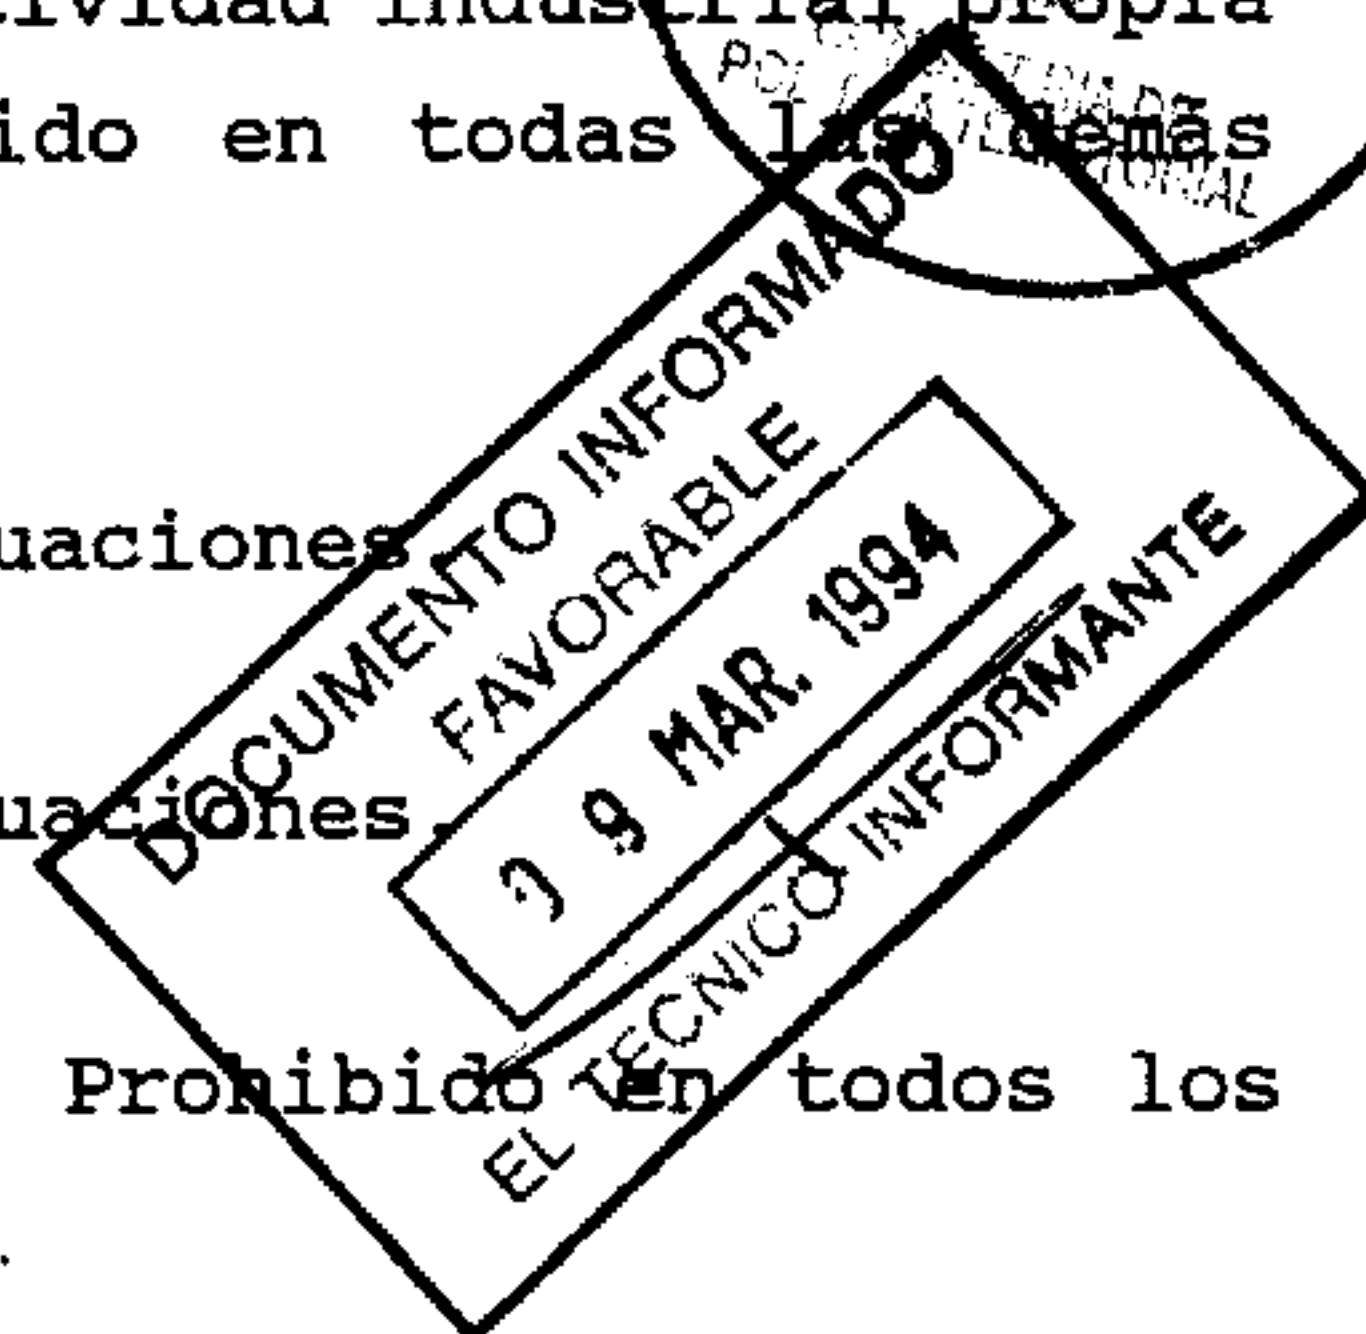 tividad industrial propia
ido en todas las demás
uaciones
uaciones.
Prohibido en todos los
DOCUMENTO INFORMADO
FAVORABLE
9 MAR. 1994
EL TECNICO INFORMANTE